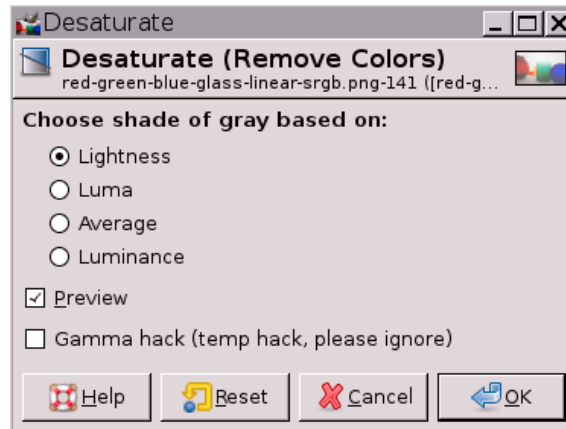 Desaturate
Desaturate (Remove Colors)
red-green-blue-glass-linear-srgb.png-141 ([red-g...
Choose shade of gray based on:
Lightness
Luma
Average
Luminance
Preview
Gamma hack (temp hack, please ignore)
Help Reset Cancel OK